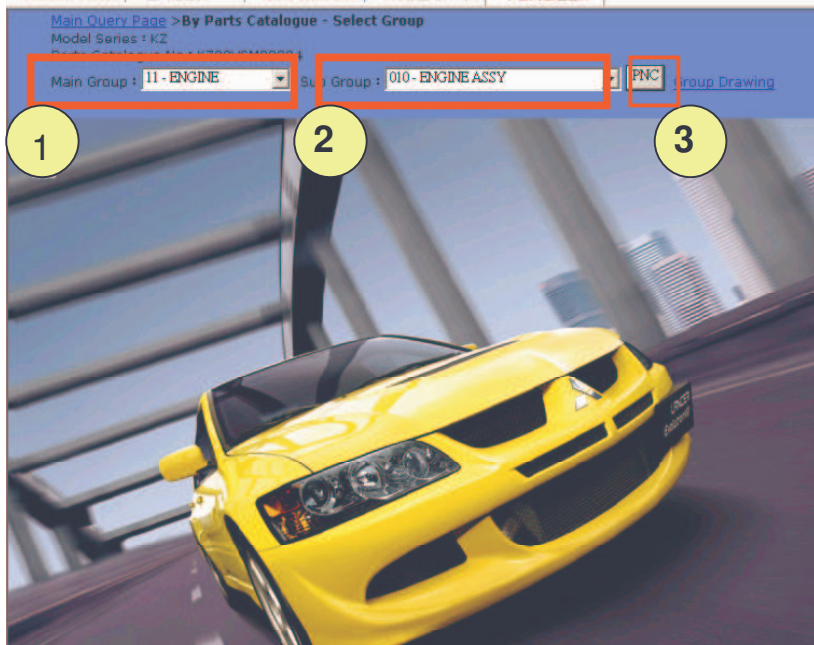 Main Query Page >By Parts Catalogue - Select Group
Model Series : KZ
Main Group : 11 - ENGINE Sub Group : 010 - ENGINE ASSY PNC Group Drawing
1 2 3
LANCER